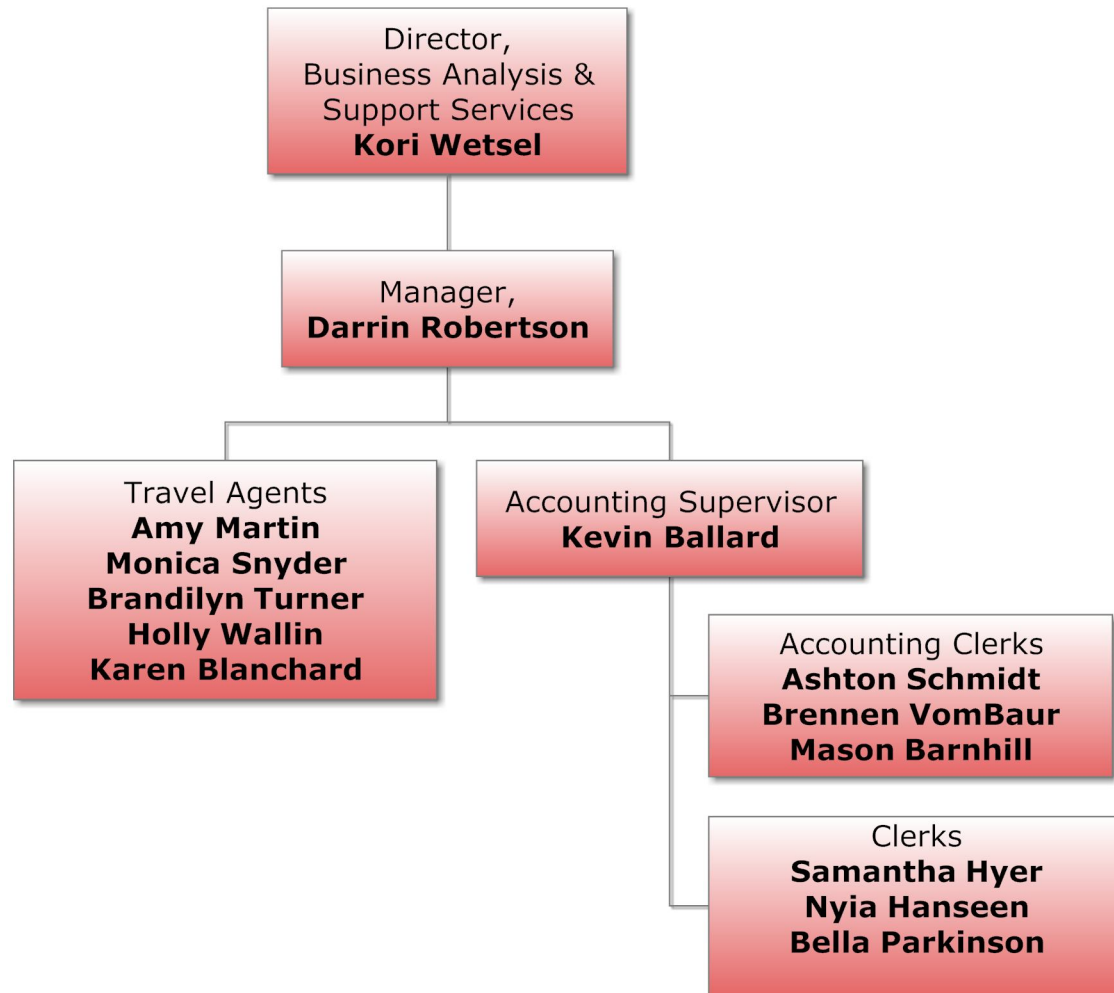 Director,
Business Analysis &
Support Services
Kori Wetsel
Manager,
Darrin Robertson
Travel Agents
Amy Martin
Monica Snyder
Brandilyn Turner
Holly Wallin
Karen Blanchard
Accounting Supervisor
Kevin Ballard
Accounting Clerks
Ashton Schmidt
Brennen VomBaur
Mason Barnhill
Clerks
Samantha Hyer
Nyia Hanseen
Bella Parkinson